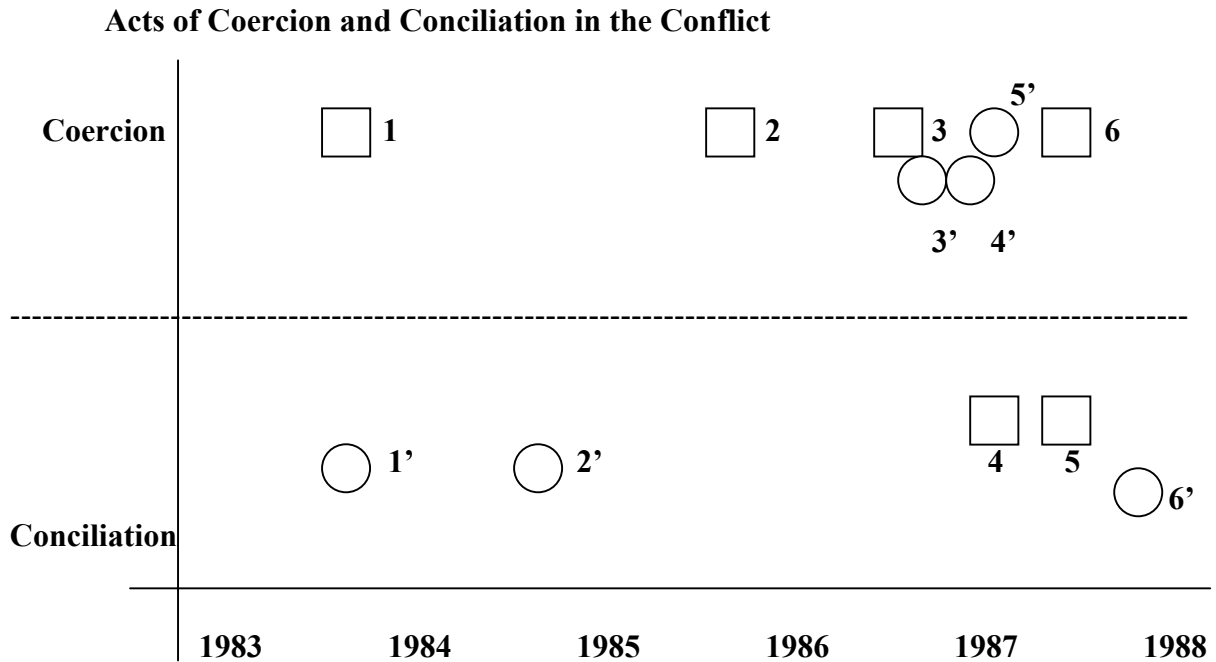 Acts of Coercion and Conciliation in the Conflict
5’
Coercion 1 2 3 6
3’ 4’
1’ 2’ 4 5
6’
Conciliation
1983 1984 1985 1986 1987 1988